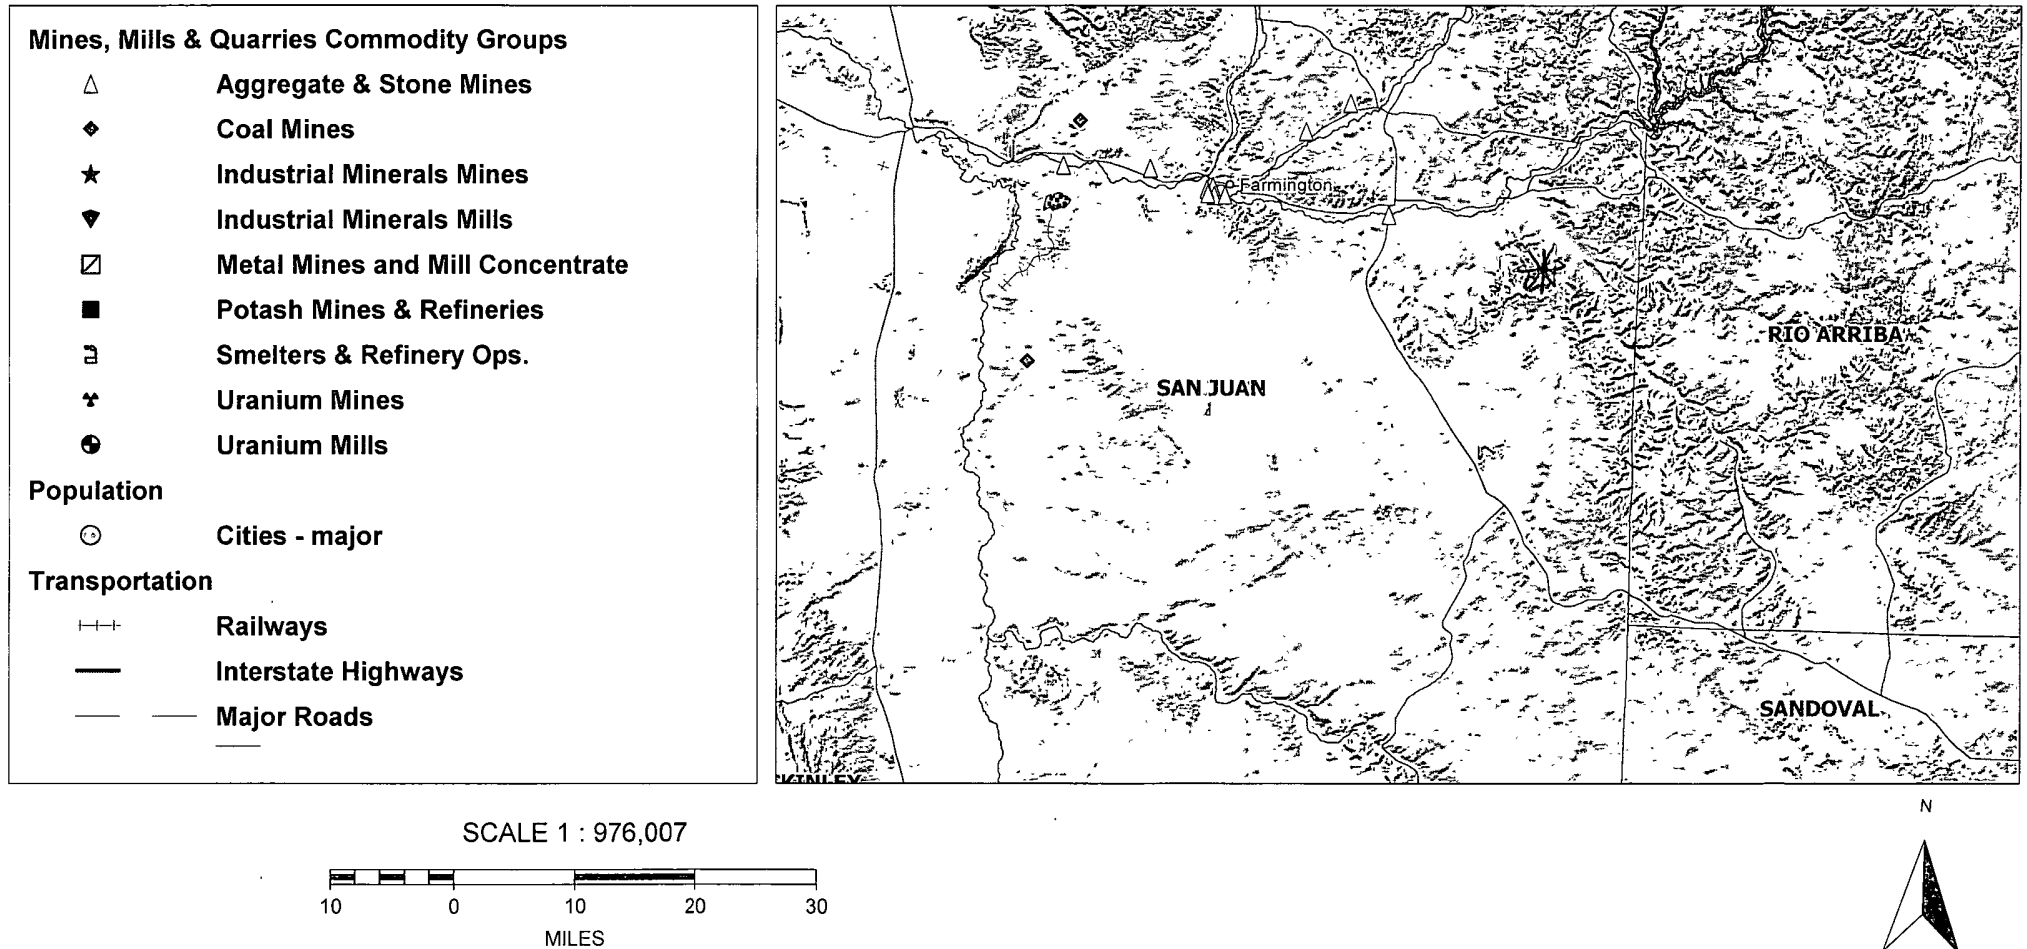 Mines, Mills & Quarries Commodity Groups
Aggregate & Stone Mines
Coal Mines
Industrial Minerals Mines
Industrial Minerals Mills
Metal Mines and Mill Concentrate
Potash Mines & Refineries
Smelters & Refinery Ops.
Uranium Mines
Uranium Mills
Population
Cities - major
Transportation
Railways
Interstate Highways
Major Roads
Farmington
RIO ARRIBA
SAN JUAN
SANDOVAL
KINLEY
SCALE 1 : 976,007
10 0 10 20 30
MILES
N